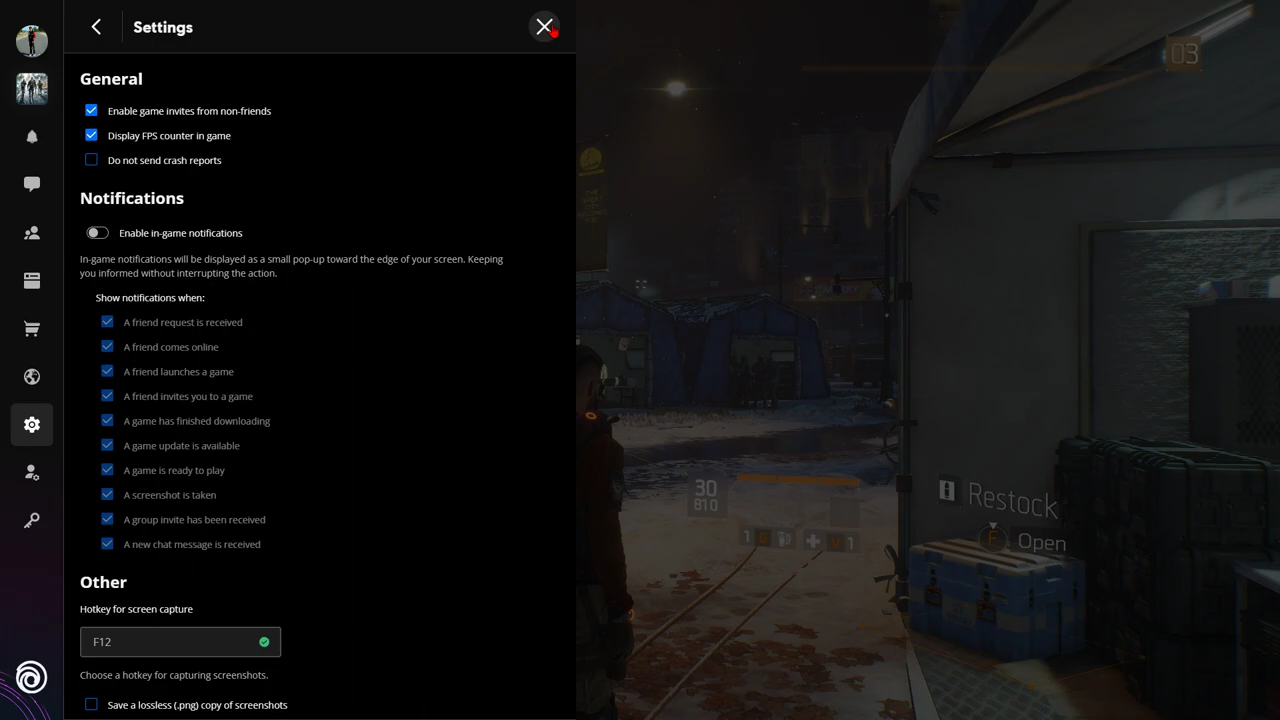 Settings
General
Enable game invites from non-friends
Display FPS counter in game
Do not send crash reports
Notifications
Enable in-game notifications
In-game notifications will be displayed as a small pop-up toward the edge of your screen. Keeping
you informed without interrupting the action.
Show notifications when:
A friend request is received
A friend comes online
A friend launches a game
A friend invites you to a game
A game has finished downloading
A game update is available
A game is ready to play
A screenshot is taken
A group invite has been received
A new chat message is received
Other
Hotkey for screen capture
F12
Choose a hotkey for capturing screenshots.
Save a lossless (.png) copy of screenshots
03
30
810
1
1
Restock
F Open